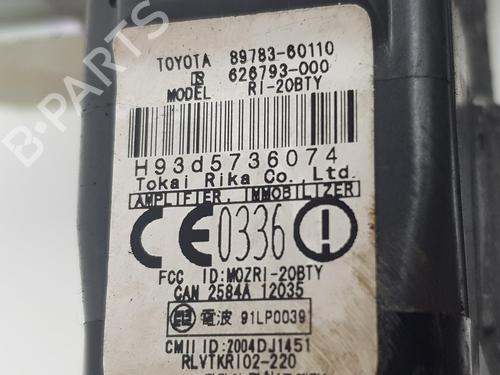 TOYOTA 89783-60110
R 626793-000
MODEL RI-20BTY
H93d5736074
Tokai Rika Co., Ltd.
AMPLIFIER, IMMOBILIZER
CE0336
FCC ID:MOZRI-20BTY
CAN 2584A 12035
電波 91LP0039
CMII ID:2004DJ1451
RLVTKRI02-220
B-PARTS